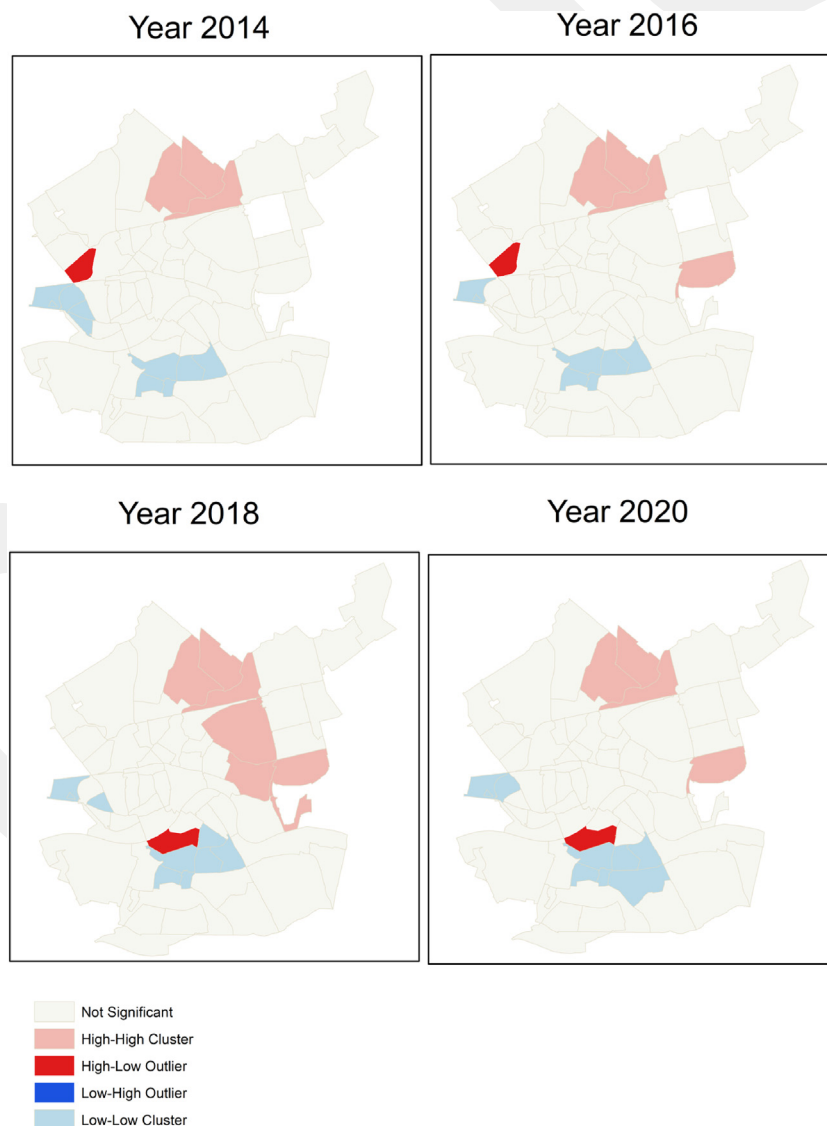 Year 2014
Year 2016
Year 2018
Year 2020
Not Significant
High-High Cluster
High-Low Outlier
Low-High Outlier
Low-Low Cluster